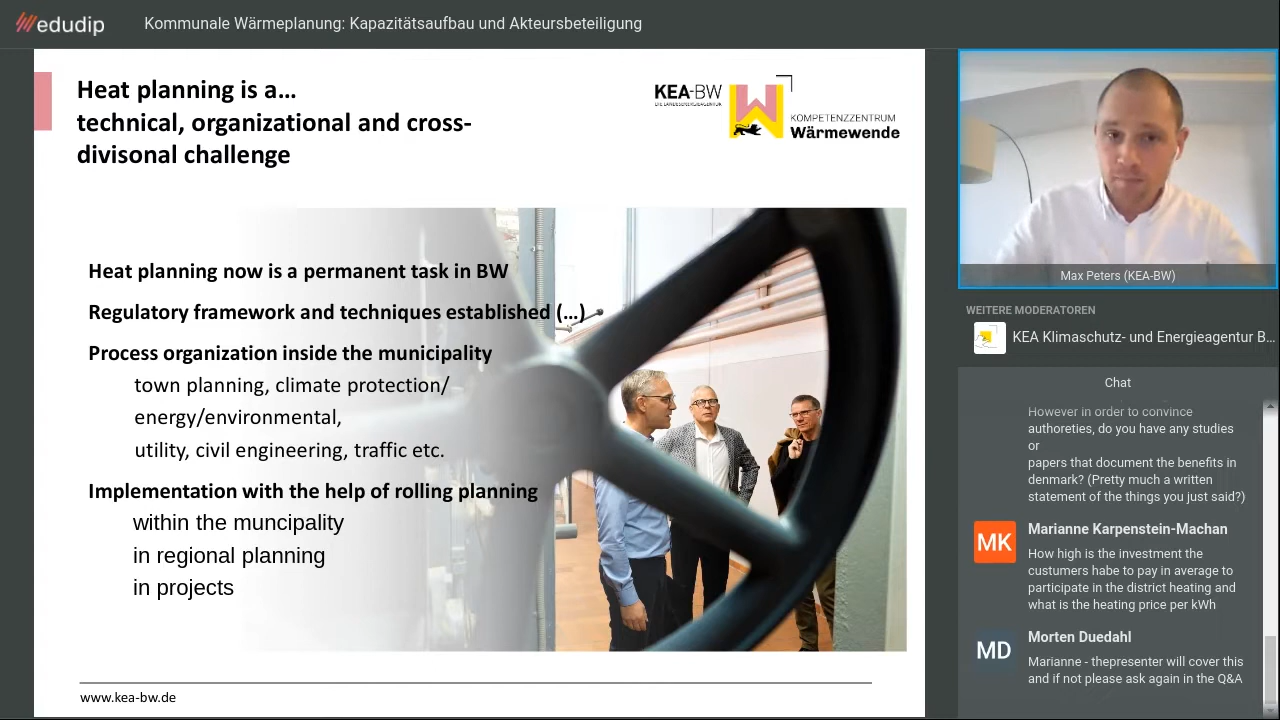 edudip
Kommunale Wärmeplanung: Kapazitätsaufbau und Akteursbeteiligung
Heat planning is a...
technical, organizational and cross-
divisonal challenge
KEA-BW
DIE LANDESENERGIEAGENTUR
KOMPETENZZENTRUM
Wärmewende
Heat planning now is a permanent task in BW
Regulatory framework and techniques established (...)
Process organization inside the municipality
town planning, climate protection/
energy/environmental,
utility, civil engineering, traffic etc.
Implementation with the help of rolling planning
within the muncipality
in regional planning
in projects
www.kea-bw.de
Max Peters (KEA-BW)
WEITERE MODERATOREN
KEA Klimaschutz- und Energieagentur B...
Chat
However in order to convince
authoreties, do you have any studies
or
papers that document the benefits in
denmark? (Pretty much a written
statement of the things you just said?)
MK
Marianne Karpenstein-Machan
How high is the investment the
custumers habe to pay in average to
participate in the district heating and
what is the heating price per kWh
MD
Morten Duedahl
Marianne - thepresenter will cover this
and if not please ask again in the Q&A